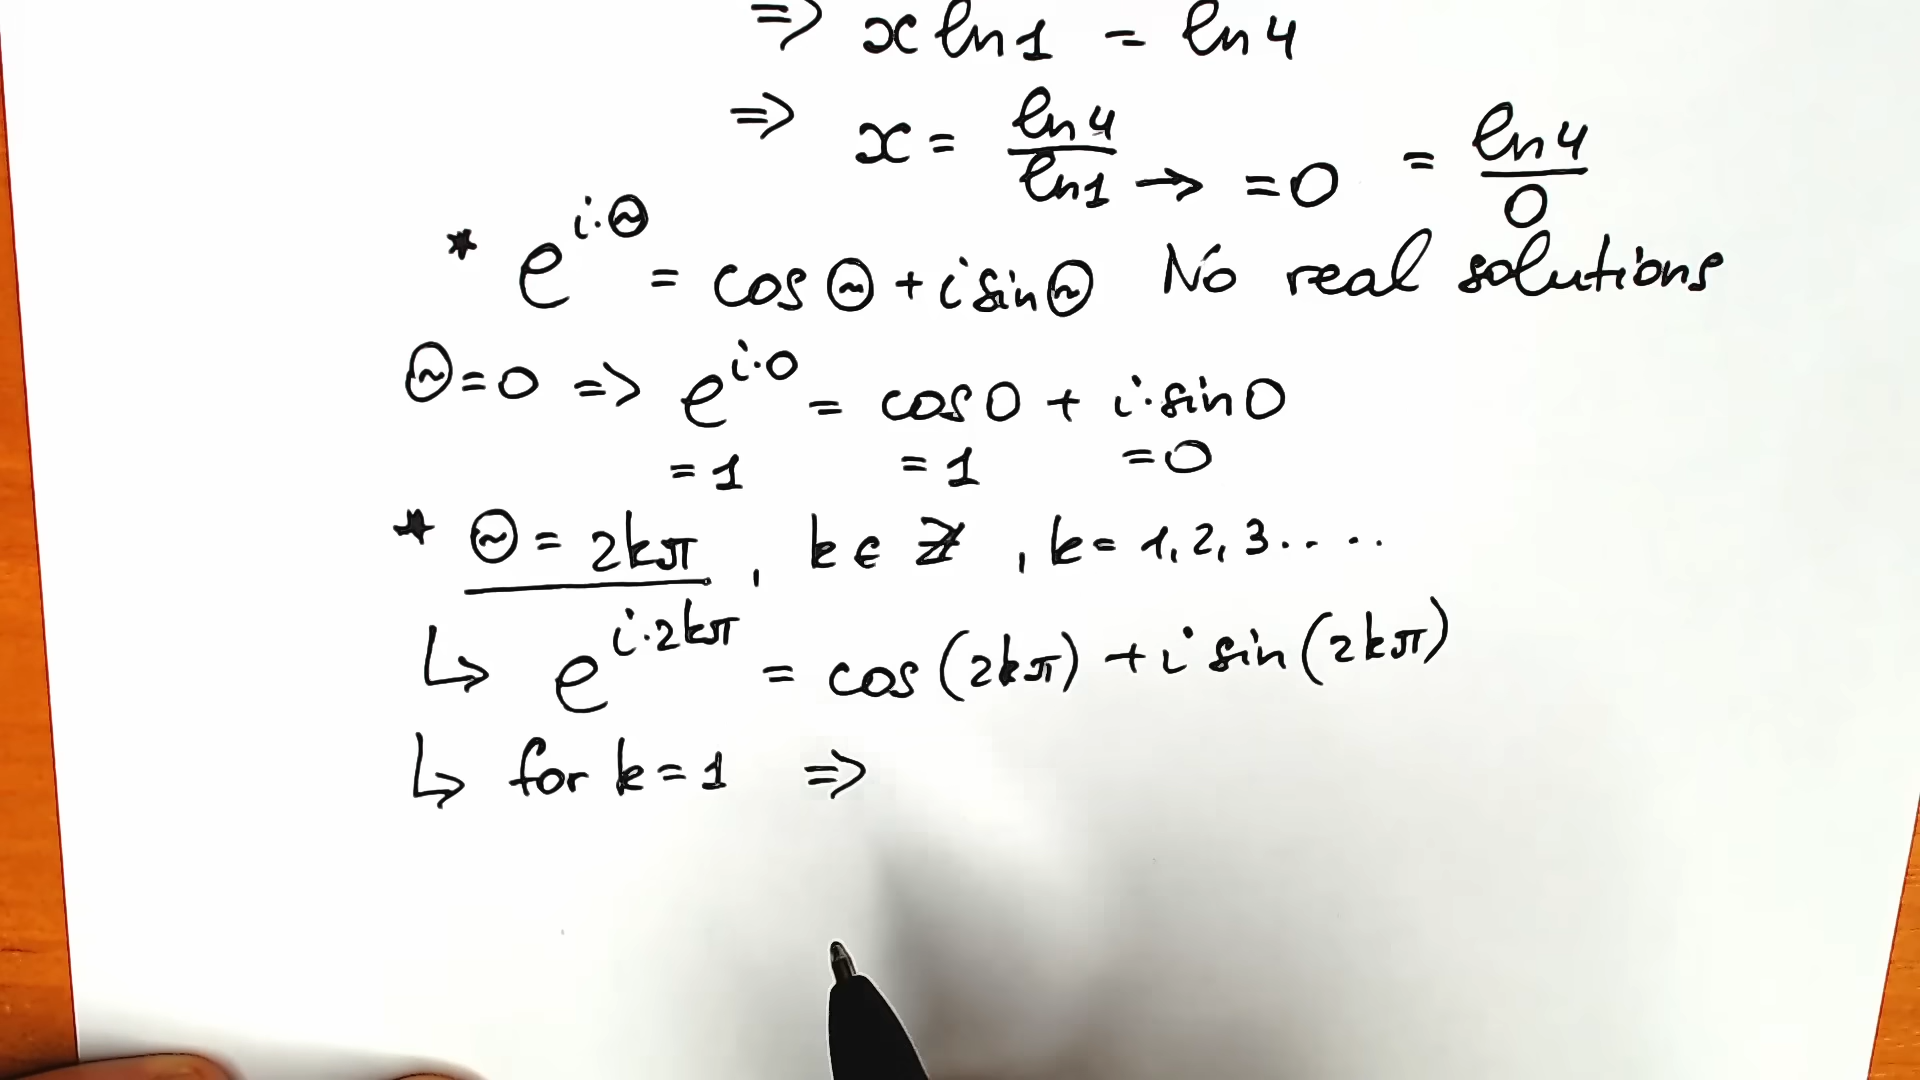 => x ln1 = ln4
=> x = ln4/ln1 → =0 = ln4/0
* e^{i·Θ} = cosΘ + i sinΘ No real solutions
Θ=0 => e^{i·0} = cos0 + i·sin0
=1 =1 =0
* Θ = 2kπ, k∈ℤ, k= 1,2,3.....
↳ e^{i·2kπ} = cos(2kπ) + i sin(2kπ)
↳ for k=1 =>